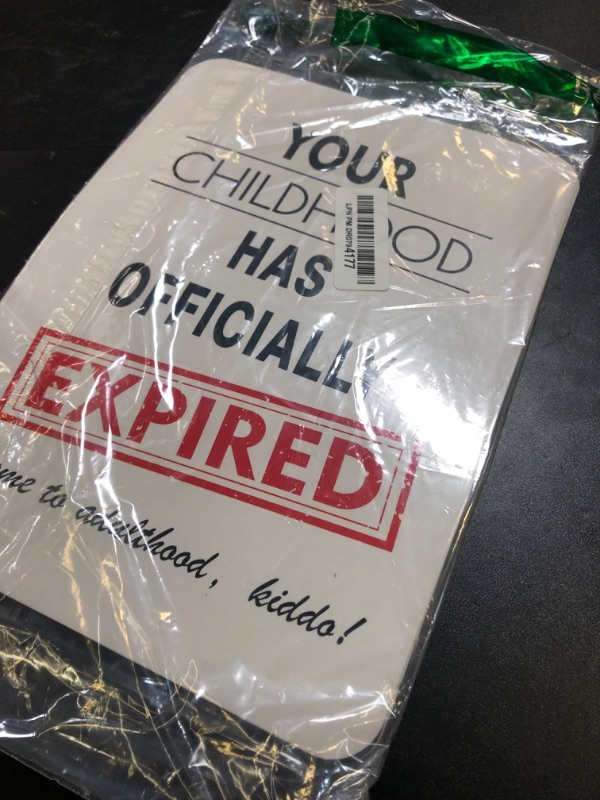 YOUR
CHILDHOOD
HAS
OFFICIALLY
EXPIRED
me to adulthood, kiddo!